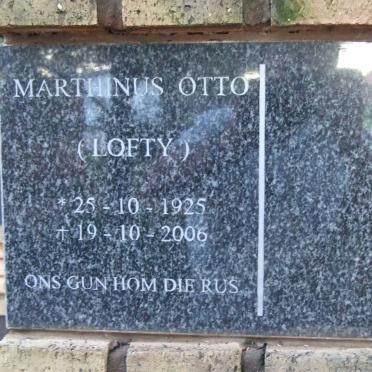 MARTHINUS OTTO
( LOFTY )
* 25 - 10 - 1925
† 19 - 10 - 2006
ONS GUN HOM DIE RUS